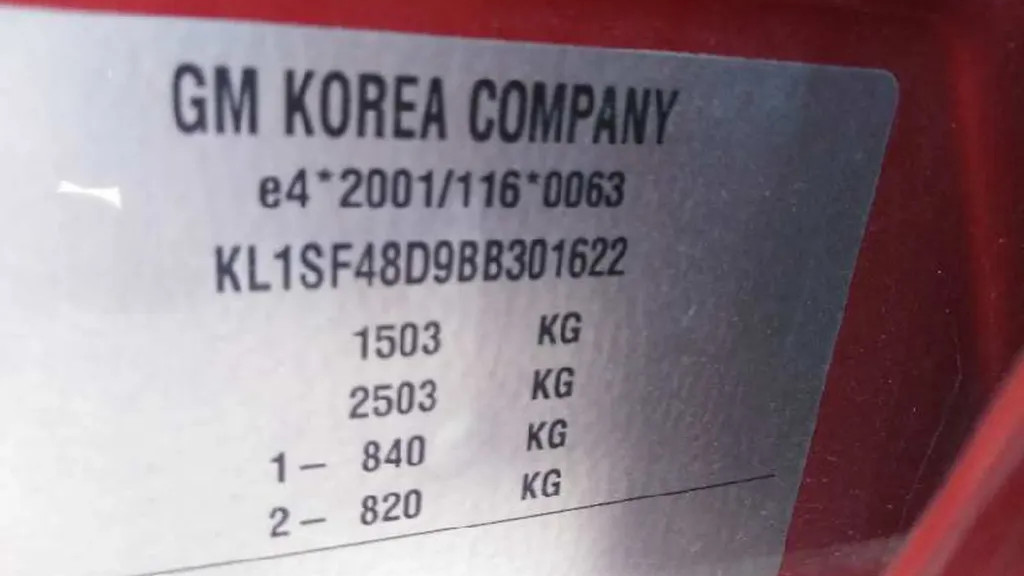 GM KOREA COMPANY
e4*2001/116*0063
KL1SF48D9BB301622
1503 KG
2503 KG
1- 840 KG
2- 820 KG